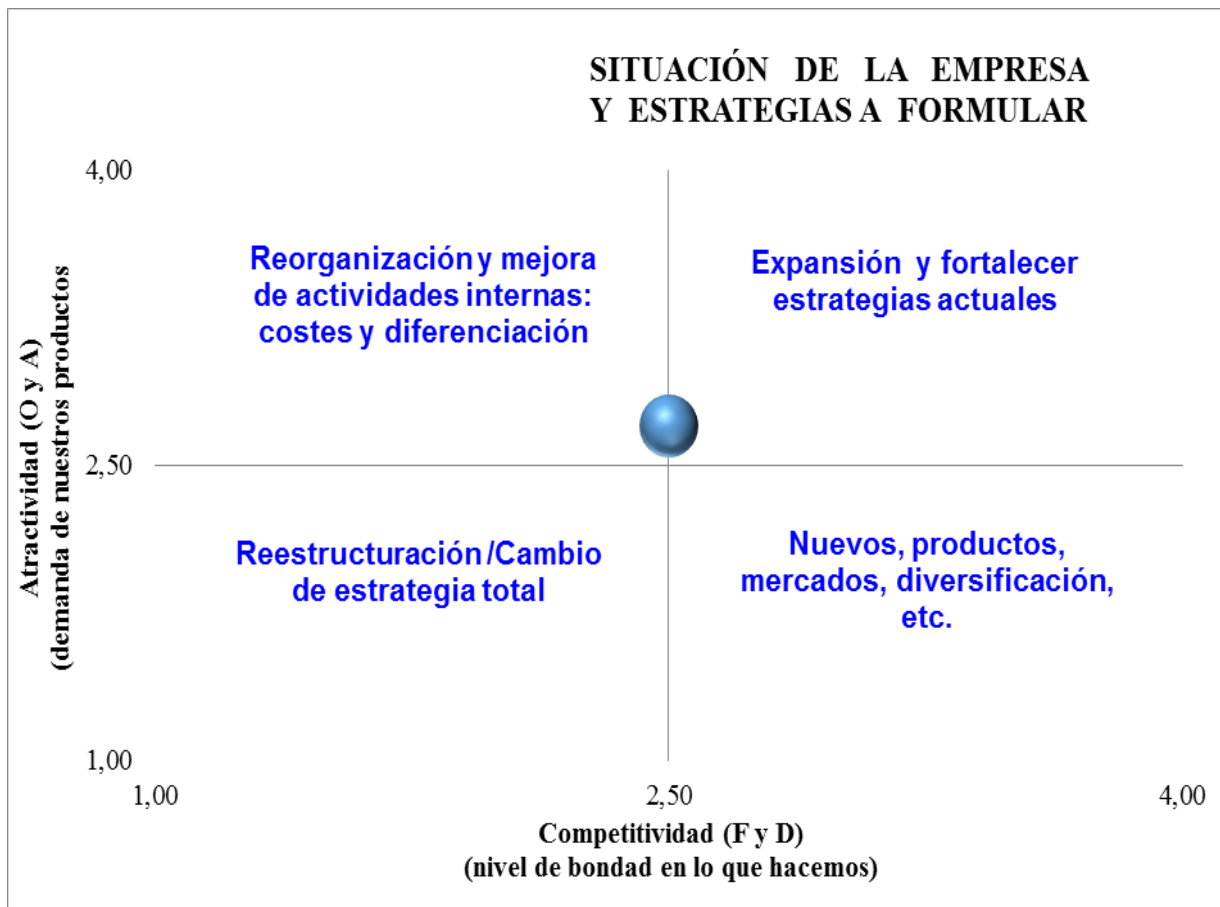 SITUACIÓN DE LA EMPRESA
Y ESTRATEGIAS A FORMULAR
4,00
Reorganización y mejora
de actividades internas:
costes y diferenciación
Expansión y fortalecer
estrategias actuales
Atractividad (O y A)
(demanda de nuestros productos
2,50
Reestructuración /Cambio
de estrategia total
Nuevos, productos,
mercados, diversificación,
etc.
1,00
1,00
2,50
4,00
Competitividad (F y D)
(nivel de bondad en lo que hacemos)